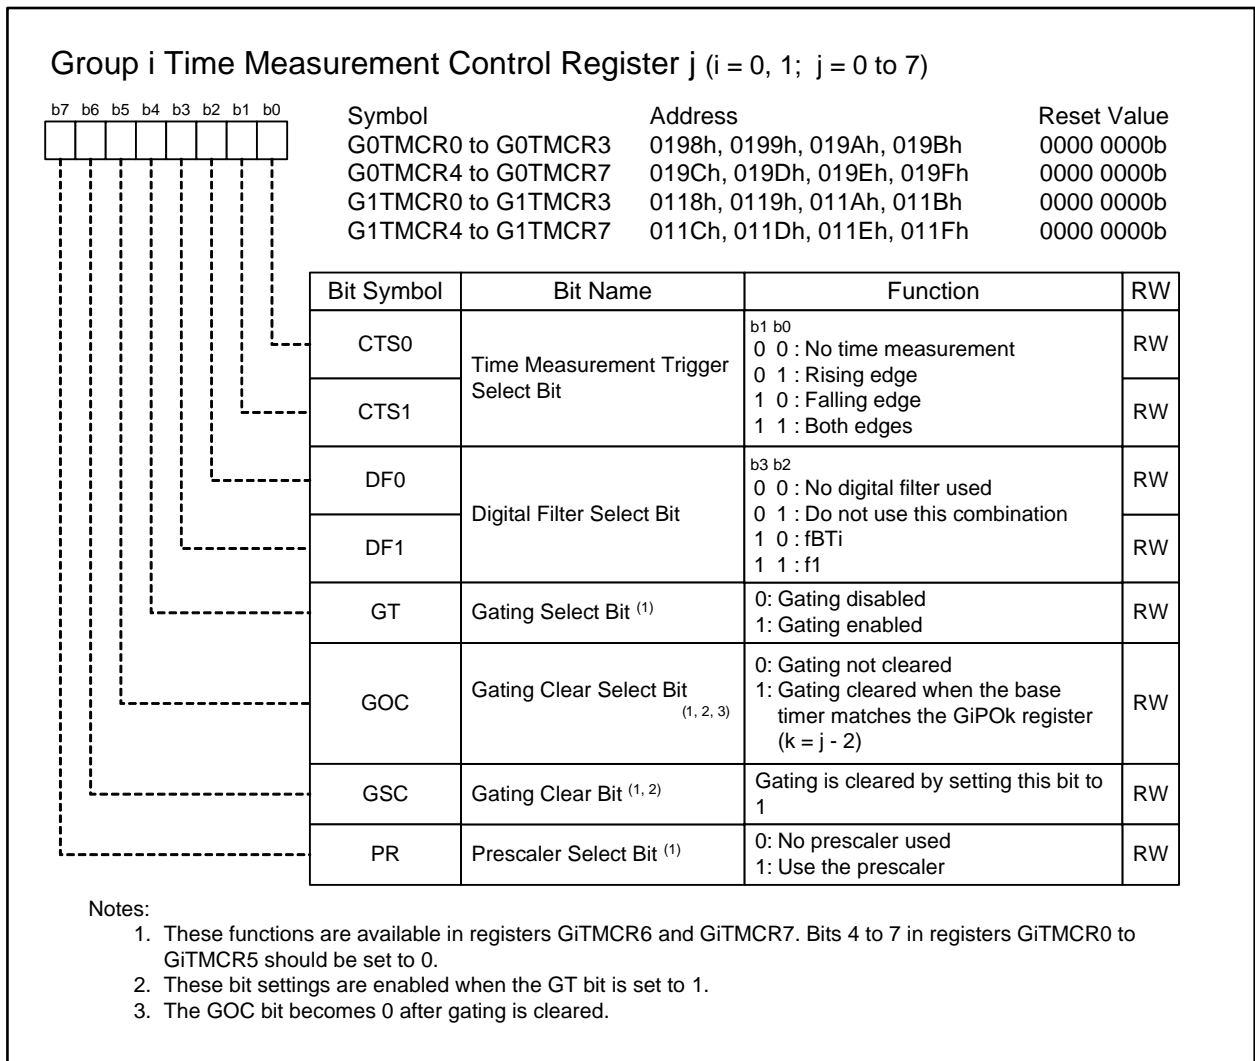 Group i Time Measurement Control Register j (i = 0, 1; j = 0 to 7)
b7 b6 b5 b4 b3 b2 b1 b0
Symbol Address Reset Value
G0TMCR0 to G0TMCR3 0198h, 0199h, 019Ah, 019Bh 0000 0000b
G0TMCR4 to G0TMCR7 019Ch, 019Dh, 019Eh, 019Fh 0000 0000b
G1TMCR0 to G1TMCR3 0118h, 0119h, 011Ah, 011Bh 0000 0000b
G1TMCR4 to G1TMCR7 011Ch, 011Dh, 011Eh, 011Fh 0000 0000b
Bit Symbol Bit Name Function RW
CTS0
CTS1
Time Measurement Trigger
Select Bit
b1 b0
0 0 : No time measurement
0 1 : Rising edge
1 0 : Falling edge
1 1 : Both edges
RW
RW
DF0
DF1
Digital Filter Select Bit
b3 b2
0 0 : No digital filter used
0 1 : Do not use this combination
1 0 : fBTi
1 1 : f1
RW
RW
GT
Gating Select Bit (1)
0: Gating disabled
1: Gating enabled
RW
GOC
Gating Clear Select Bit
(1, 2, 3)
0: Gating not cleared
1: Gating cleared when the base
timer matches the GiPOk register
(k = j - 2)
RW
GSC
Gating Clear Bit (1, 2)
Gating is cleared by setting this bit to
1
RW
PR
Prescaler Select Bit (1)
0: No prescaler used
1: Use the prescaler
RW
Notes:
1. These functions are available in registers GiTMCR6 and GiTMCR7. Bits 4 to 7 in registers GiTMCR0 to
GiTMCR5 should be set to 0.
2. These bit settings are enabled when the GT bit is set to 1.
3. The GOC bit becomes 0 after gating is cleared.